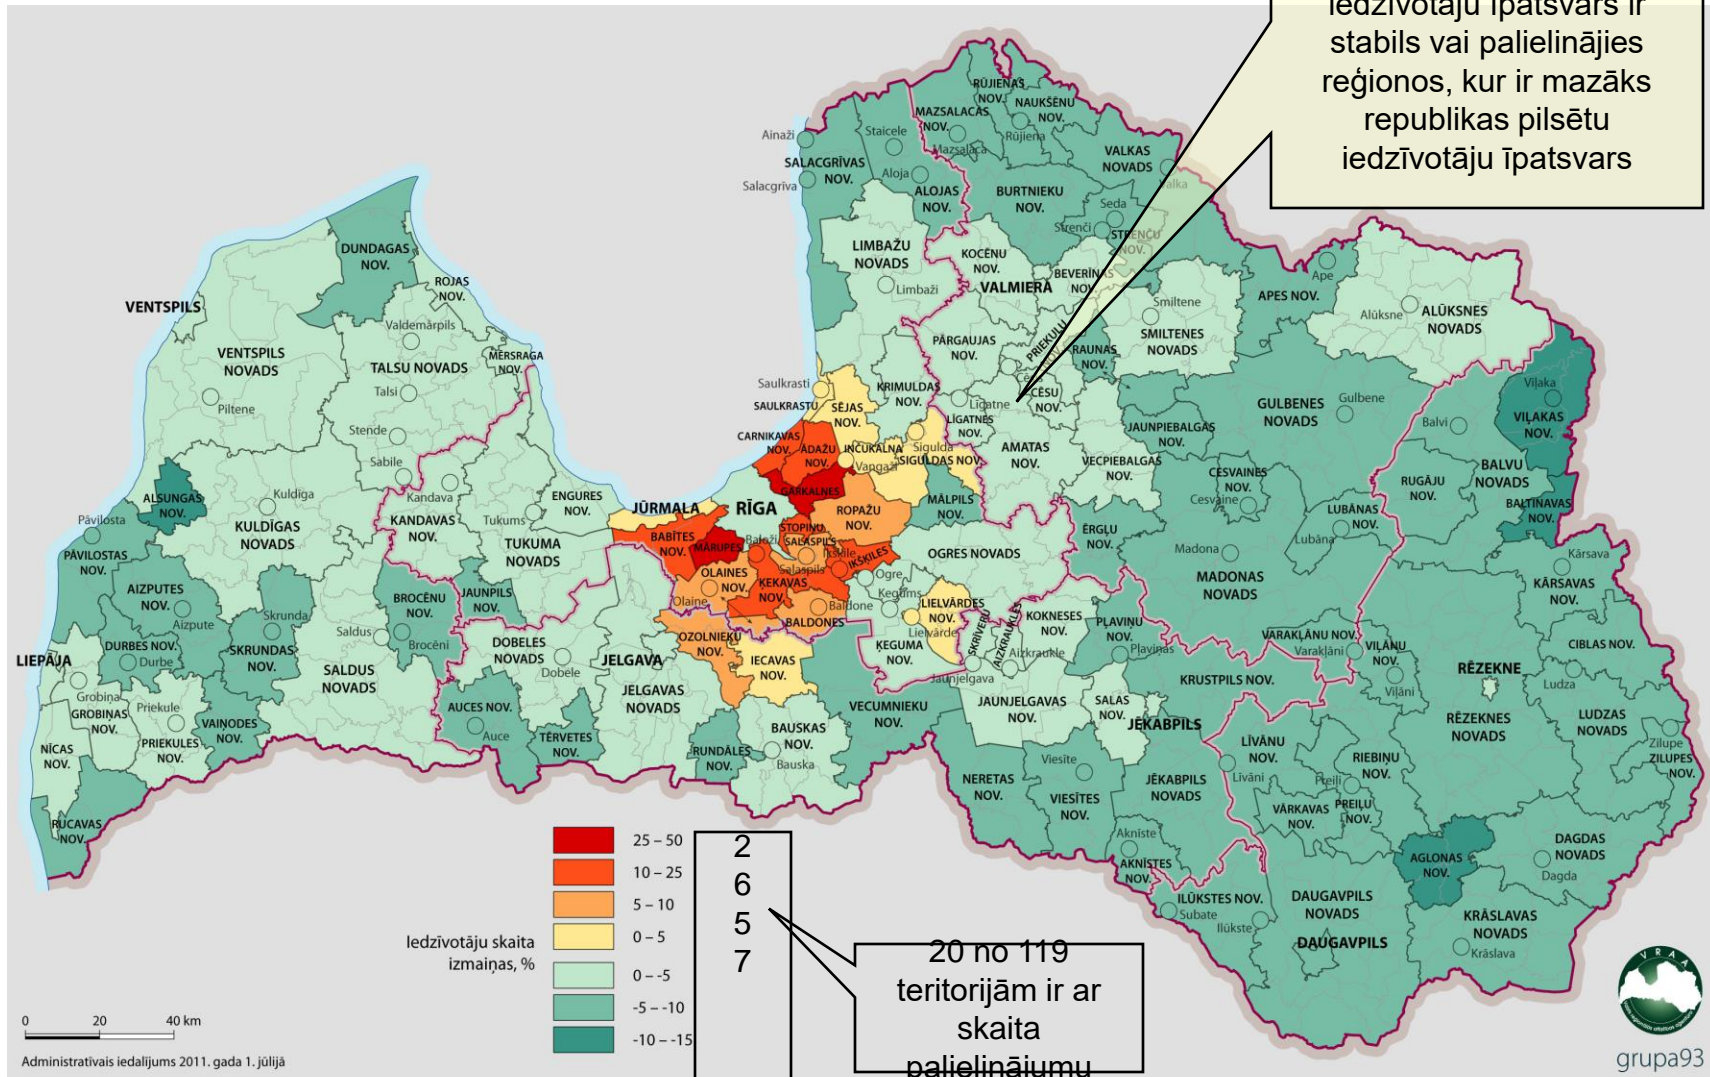 iedzīvotāju īpatsvars ir
stabils vai palielinājies
reģionos, kur ir mazāks
republikas pilsētu
iedzīvotāju īpatsvars
RŪJIENAS
NOV.
NAUKŠĒNU
NOV.
MAZSALACAS
NOV.
Rūjiena
Mazsalaca
Ainaži
Staicele
SALACGRĪVAS
NOV.
Salacgrīva
Aloja
ALOJAS
NOV.
VALKAS
NOVADS
Valka
BURTNIEKU
NOV.
Seda
Strenči
STRENČU
NOV.
DUNDAGAS
NOV.
ROJAS
NOV.
LIMBAŽU
NOVADS
Limbaži
KOCĒNU
NOV.
BEVERĪNAS
NOV.
VALMIERA
Ape
APES NOV.
Smiltene
SMILTENES
NOVADS
Alūksne
ALŪKSNES
NOVADS
VENTSPILS
Valdemārpils
VENTSPILS
NOVADS
TALSU NOVADS
MĒRSRAGA
NOV.
Talsi
Piltene
Stende
Sabile
PĀRGAUJAS
NOV.
PRIEKUĻU
NOV.
RAUNAS
NOV.
Saulkrasti
SAULKRASTU
SĒJAS
NOV.
KRIMULDAS
NOV.
Līgatne
LĪGATNES
NOV.
Cēsis
CĒSU
NOV.
Viļaka
VIĻAKAS
NOV.
GULBENES
NOVADS
Gulbene
Balvi
CARNIKAVAS
NOV.
ĀDAŽU
NOV.
INČUKALNA
Vangaži
Sigulda
SIGULDAS NOV.
AMATAS
NOV.
JAUNPIEBALGAS
NOV.
VECPIEBALGAS
NOV.
CESVAINES
NOV.
Cesvaine
RUGĀJU
NOV.
BALVU
NOVADS
BALTINAVAS
NOV.
ALSUNGAS
NOV.
Kuldīga
KULDĪGAS
NOVADS
Kandava
KANDAVAS
NOV.
ENGURES
NOV.
Tukums
TUKUMA
NOVADS
JŪRMALA
RĪGA
GARKALNES
MĀLPILS
NOV.
ROPAŽU
NOV.
STOPIŅU
SALASPILS
BABĪTES
NOV.
MĀRUPES
Baloži
Ikšķile
IKŠĶILES
Salaspils
OGRES NOVADS
ĒRGĻU
NOV.
LUBĀNAS
NOV.
Lubāna
Madona
MADONAS
NOVADS
Pāvilosta
PĀVILOSTAS
NOV.
AIZPUTES
NOV.
Aizpute
Skrunda
BROCĒNU
NOV.
JAUNPILS
NOV.
OLAINES
NOV.
Olaine
ĶEKAVAS
NOV.
Ogre
Ķegums
Baldone
BALDONES
LIELVĀRDES
NOV.
Lielvārde
ĶEGUMA
NOV.
SKRĪVERU
AIZKRAUKLES
KOKNESES
NOV.
Aizkraukle
PĻAVIŅU
NOV.
Pļaviņas
Kārsava
KĀRSAVAS
NOV.
CIBLAS NOV.
VARAKĻĀNU NOV.
Varakļāni
VIĻĀNU
NOV.
Viļāni
RĒZEKNE
Ludza
DURBES NOV.
Durbe
LIEPĀJA
Grobiņa
GROBIŅAS
NOV.
SKRUNDAS
NOV.
Saldus
SALDUS
NOVADS
Brocēni
DOBELES
NOVADS
Dobele
JELGAVA
JELGAVAS
NOVADS
OZOLNIEKU
NOV.
IECAVAS
NOV.
Jaunjelgava
JAUNJELGAVAS
NOV.
SALAS
NOV.
JĒKABPILS
KRUSTPILS NOV.
RĒZEKNES
NOVADS
LUDZAS
NOVADS
Zilupe
ZILUPES
NOV.
Priekule
PRIEKULES
NOV.
VAIŅODES
NOV.
NĪCAS
NOV.
RUCAVAS
NOV.
AUCES NOV.
Auce
TĒRVETES
NOV.
RUNDĀLES
NOV.
BAUSKAS
NOV.
Bauska
VECUMNIEKU
NOV.
NERETAS
NOV.
Viesīte
VIESĪTES
NOV.
JĒKABPILS
NOVADS
LĪVĀNU
NOV.
Līvāni
Preiļi
RIEBIŅU
NOV.
VĀRKAVAS
NOV.
PREIĻU
NOV.
Aknīste
AKNĪSTES
NOV.
AGLONAS
NOV.
DAGDAS
NOVADS
Dagda
ILŪKSTES NOV.
Subate
Ilūkste
DAUGAVPILS
NOVADS
DAUGAVPILS
KRĀSLAVAS
NOVADS
Krāslava
Iedzīvotāju skaita
izmaiņas, %
25 – 50
10 – 25
5 – 10
0 – 5
0 – -5
-5 – -10
-10 – -15
2
6
5
7
20 no 119
teritorijām ir ar
skaita
palielinājumu
0 20 40 km
Administratīvais iedalījums 2011. gada 1. jūlijā
VRAA
grupa93